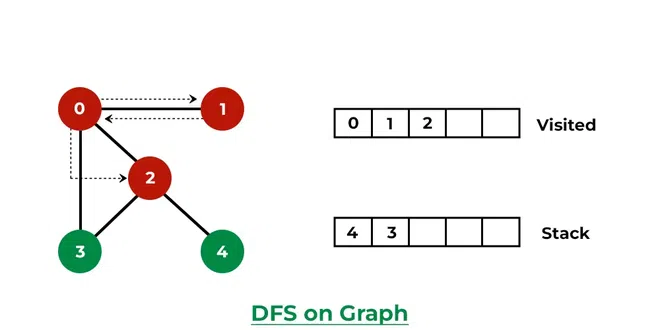 0 1
0 1 2 Visited
2
4 3 Stack
3 4
DFS on Graph